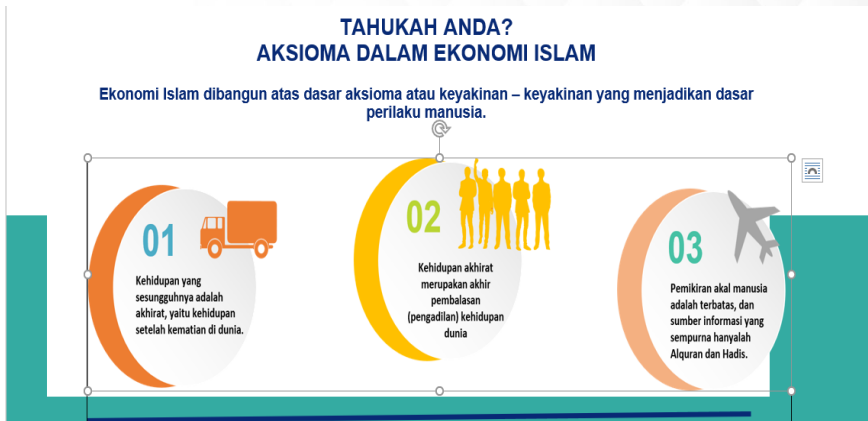 TAHUKAH ANDA?
AKSIOMA DALAM EKONOMI ISLAM
Ekonomi Islam dibangun atas dasar aksioma atau keyakinan – keyakinan yang menjadikan dasar
perilaku manusia.
01
Kehidupan yang
sesungguhnya adalah
akhirat, yaitu kehidupan
setelah kematian di dunia.
02
Kehidupan akhirat
merupakan akhir
pembalasan
(pengadilan) kehidupan
dunia
03
Pemikiran akal manusia
adalah terbatas, dan
sumber informasi yang
sempurna hanyalah
Alquran dan Hadis.